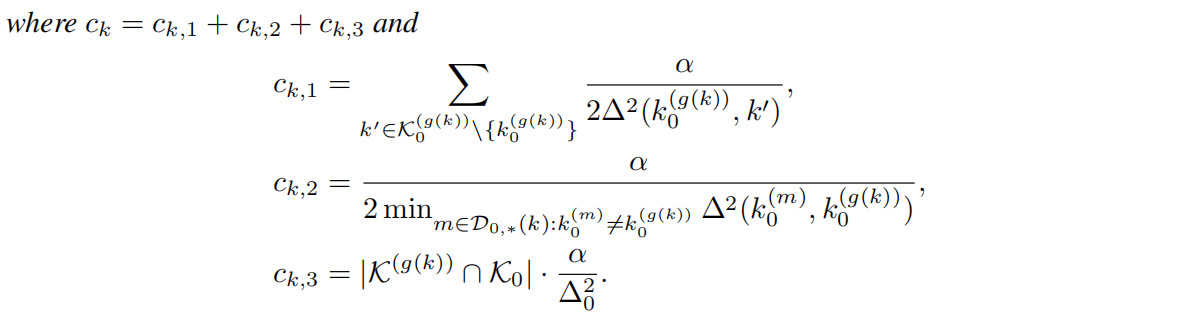 where $c_k = c_{k,1} + c_{k,2} + c_{k,3}$ and
$c_{k,1} = \sum_{k' \in \mathcal{K}_0^{(g(k))} \setminus \{k_0^{(g(k))}\}} \frac{\alpha}{2\Delta^2(k_0^{(g(k))}, k')},$
$c_{k,2} = \frac{\alpha}{2 \min_{m \in \mathcal{D}_{0,*}(k): k_0^{(m)} \neq k_0^{(g(k))}} \Delta^2(k_0^{(m)}, k_0^{(g(k))})},$
$c_{k,3} = |\mathcal{K}^{(g(k))} \cap \mathcal{K}_0| \cdot \frac{\alpha}{\Delta_0^2}.$